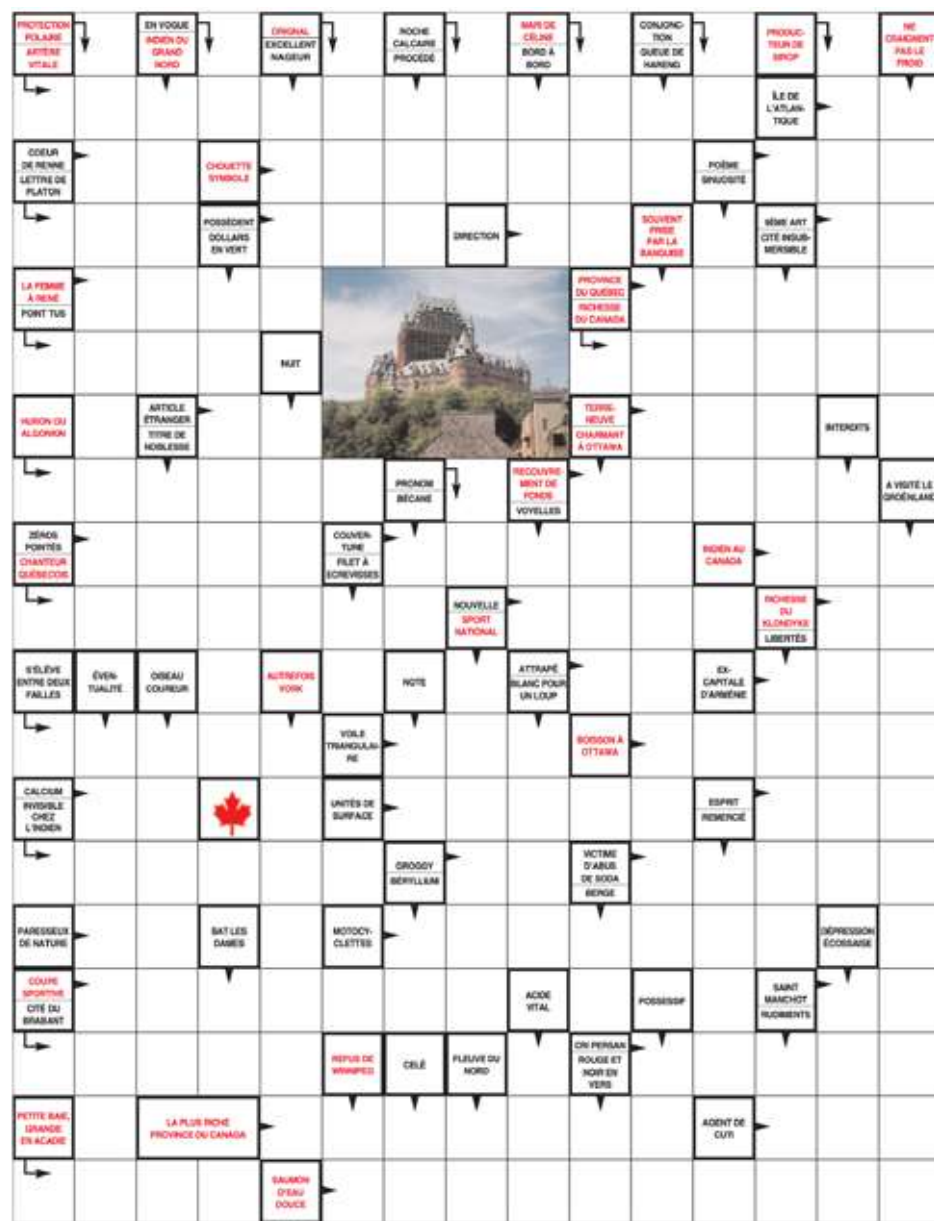 PROTECTION
POLAIRE
ARTÈRE
VITALE
EN VOGUE
INDIEN DU
GRAND
NORD
ORIGNAL
EXCELLENT
NAGEUR
ROCHE
CALCAIRE
PROCÉDÉ
MARI DE
CÉLINE
BORD À
BORD
CONJONC-
TION
QUEUE DE
HARENG
PRODUC-
TEUR DE
SIROP
NE
CRAIGNENT
PAS LE
FROID
ÎLE DE
L'ATLAN-
TIQUE
COEUR
DE RENNE
LETTRE DE
PLATON
CHOUETTE
SYMBOLE
POÈME
SINUOSITÉ
POSSÈDENT
DOLLARS
EN VERT
DIRECTION
SOUVENT
PRISE
PAR LA
BANQUISE
9ÈME ART
CITÉ INSUB-
MERSIBLE
LA FEMME
À RENÉ
POINT TUS
PROVINCE
DU QUÉBEC
RICHESSE
DU CANADA
NUIT
HURON OU
ALGONKIN
ARTICLE
ÉTRANGER
TITRE DE
NOBLESSE
TERRE-
NEUVE
CHARMANT
À OTTAWA
INTERDITS
PRONOM
BÉCANE
RECOUVRE-
MENT DE
FONDS
VOYELLES
A VISITÉ LE
GROËNLAND
ZÉROS
POINTÉS
CHANTEUR
QUÉBECOIS
COUVER-
TURE
FILET À
ECREVISSES
INDIEN AU
CANADA
NOUVELLE
SPORT
NATIONAL
RICHESSE
DU
KLONDYKE
LIBERTÉS
S'ÉLÈVE
ENTRE DEUX
FAILLES
ÉVEN-
TUALITÉ
OISEAU
COUREUR
AUTREFOIS
YORK
NOTE
ATTRAPÉ
BLANC POUR
UN LOUP
EX-
CAPITALE
D'ARMÉNIE
VOILE
TRIANGULAI-
RE
BOISSON À
OTTAWA
CALCIUM
INVISIBLE
CHEZ
L'INDIEN
UNITÉS DE
SURFACE
ESPRIT
REMERCIÉ
GROGGY
BÉRYLLIUM
VICTIME
D'ABUS
DE SODA
BERGE
PARESSEUX
DE NATURE
BAT LES
DAMES
MOTOCY-
CLETTES
DÉPRESSION
ÉCOSSAISE
COUPE
SPORTIVE
CITÉ DU
BRABANT
ACIDE
VITAL
POSSESSIF
SAINT
MANCHOT
RUDIMENTS
REPUS DE
WINNIPEG
CELÉ
FLEUVE DU
NORD
CRI PERSAN
ROUGE ET
NOIR EN
VERS
PETITE BAIE,
GRANDE
EN ACADIE
LA PLUS RICHE
PROVINCE DU CANADA
AGENT DE
CUTI
SAUMON
D'EAU
DOUCE